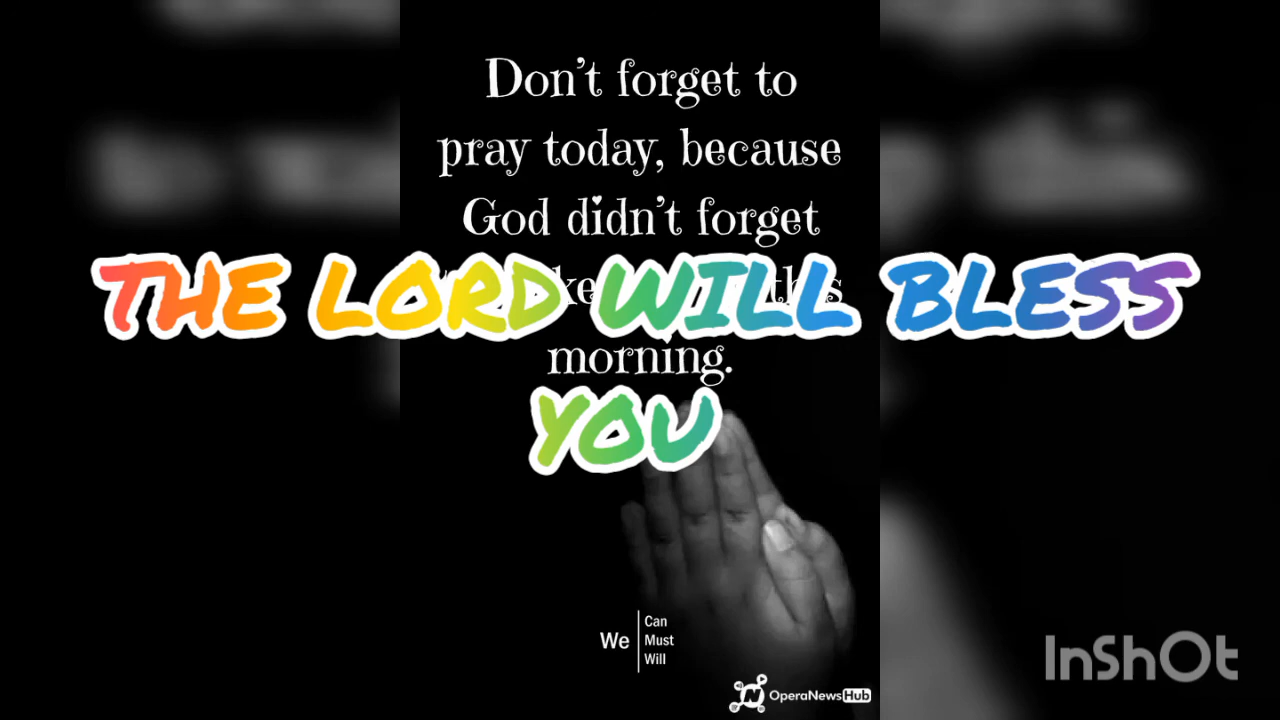 Don't forget to
pray today, because
God didn't forget
THE LORD WILL BLESS
morning.
YOU
We
Can
Must
Will
OperaNewsHub
InShOt